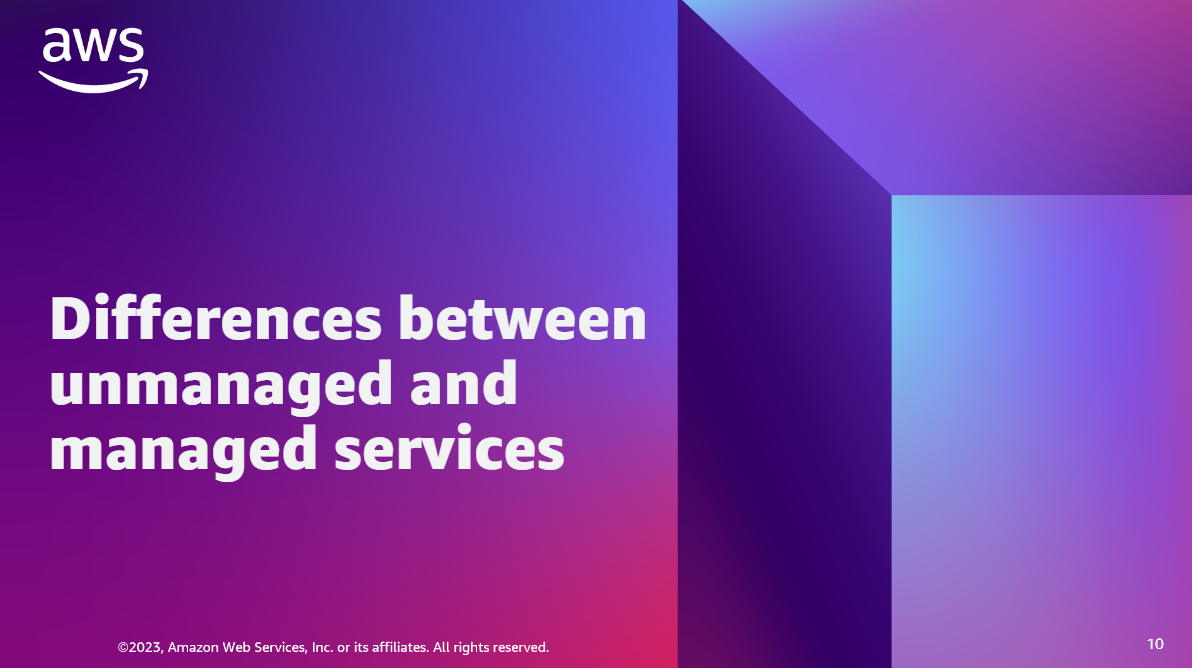 aws
Differences between
unmanaged and
managed services
©2023, Amazon Web Services, Inc. or its affiliates. All rights reserved.
10